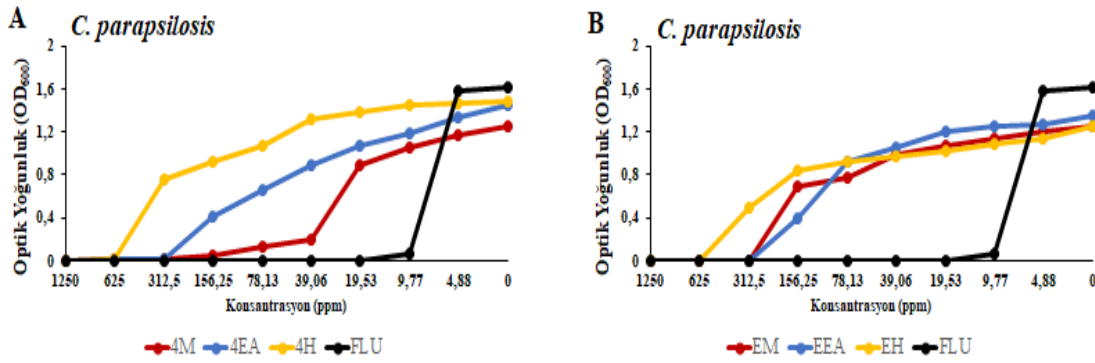 A
C. parapsilosis
2
1,6
1,2
0,8
0,4
0
Optik Yoğunluk (OD600)
1250 625 312,5 156,25 78,13 39,06 19,53 9,77 4,88 0
Konsantrasyon (ppm)
4M 4EA 4H FLU
B
C. parapsilosis
2
1,6
1,2
0,8
0,4
0
Optik Yoğunluk (OD600)
1250 625 312,5 156,25 78,13 39,06 19,53 9,77 4,88 0
Konsantrasyon (ppm)
EM EEA EH FLU